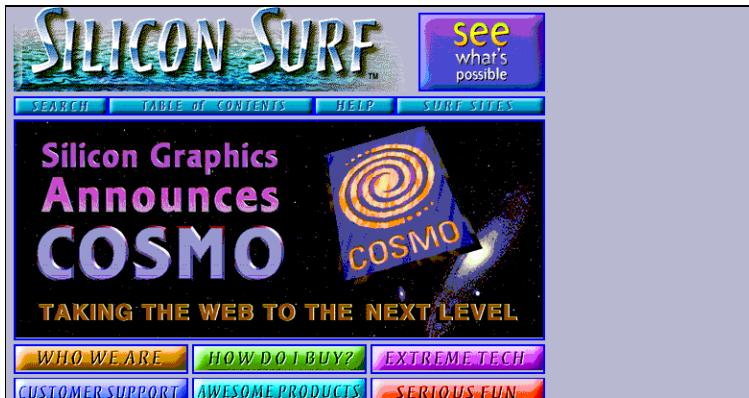 SILICON SURF™
see
what's
possible
SEARCH TABLE of CONTENTS HELP SURF SITES
Silicon Graphics
Announces
COSMO
COSMO
TAKING THE WEB TO THE NEXT LEVEL
WHO WE ARE HOW DO I BUY? EXTREME TECH
CUSTOMER SUPPORT AWESOME PRODUCTS SERIOUS FUN